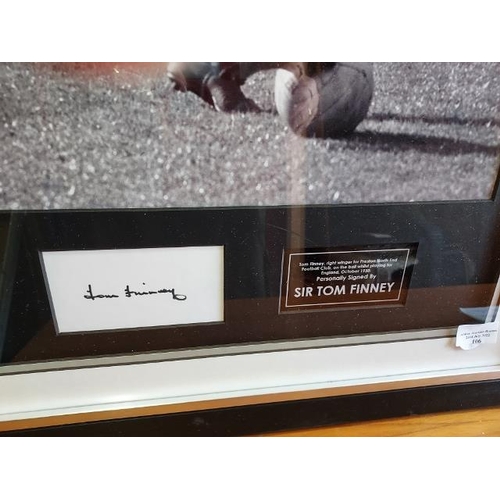 Tom Finney
Tom Finney, right winger for Preston North End
Football Club, on the ball whilst playing for
England, October 1950.
Personally Signed By
SIR TOM FINNEY
166